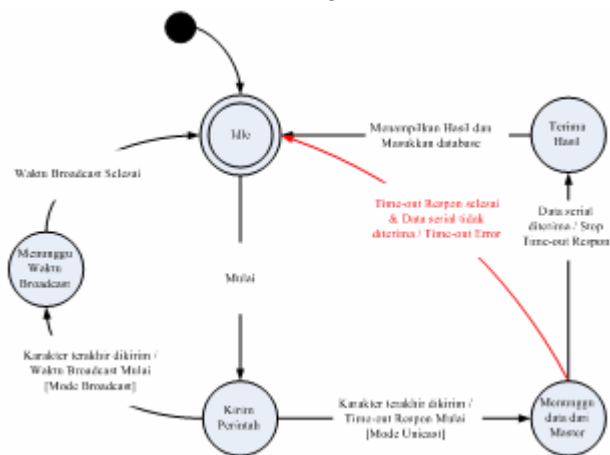 Idle
Menampilkan Hasil dan
Masukkan database
Terima
Hasil
Waktu Broadcast Selesai
Time-out Respon selesai
& Data serial tidak
diterima / Time-out Error
Data serial
diterima / Stop
Time-out Respon
Menunggu
Waktu
Broadcast
Mulai
Karakter terakhir dikirim /
Waktu Broadcast Mulai
[Mode Broadcast]
Kirim
Perintah
Karakter terakhir dikirim /
Time-out Respon Mulai
[Mode Unicast]
Menunggu
data dari
Master